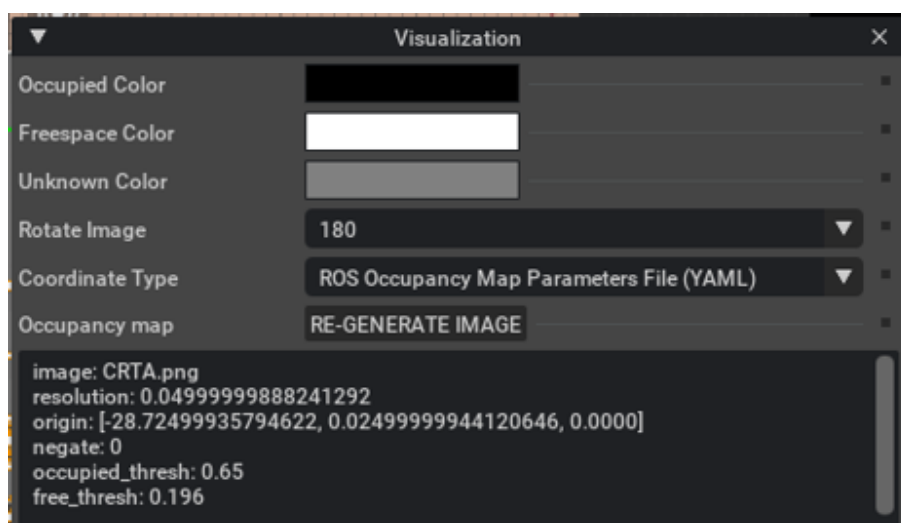 Visualization
Occupied Color
Freespace Color
Unknown Color
Rotate Image 180
Coordinate Type ROS Occupancy Map Parameters File (YAML)
Occupancy map RE-GENERATE IMAGE
image: CRTA.png
resolution: 0.04999999888241292
origin: [-28.72499935794622, 0.02499999944120646, 0.0000]
negate: 0
occupied_thresh: 0.65
free_thresh: 0.196